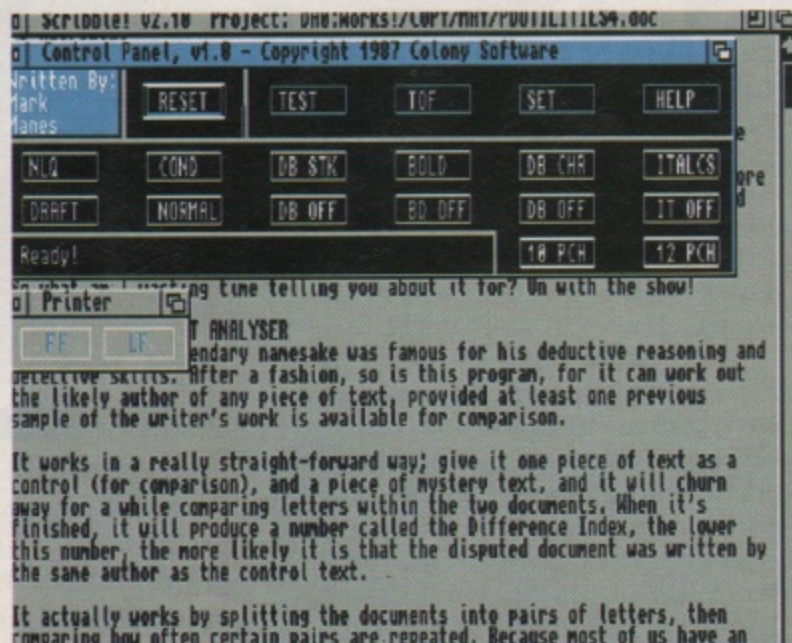 Scribble! v2.10 Project: DH0:Works!/COPY/MAY/PDUTILITIES4.doc
Control Panel, v1.0 - Copyright 1987 Colony Software
Written By:
Mark
Manes
RESET TEST TOF SET HELP
NLQ COND DB STK BOLD DB CHR ITALCS
DRAFT NORMAL DB OFF BD OFF DB OFF IT OFF
Ready!
10 PCH 12 PCH
So what am I wasting time telling you about it for? On with the show!
Printer
FF LF
T ANALYSER
endary namesake was famous for his deductive reasoning and
detective skills. After a fashion, so is this program, for it can work out
the likely author of any piece of text, provided at least one previous
sample of the writer's work is available for comparison.
It works in a really straight-forward way; give it one piece of text as a
control (for comparison), and a piece of mystery text, and it will churn
away for a while comparing letters within the two documents. When it's
finished, it will produce a number called the Difference Index, the lower
this number, the more likely it is that the disputed document was written by
the same author as the control text.
It actually works by splitting the documents into pairs of letters, then
comparing how often certain pairs are repeated. Because most of us have an